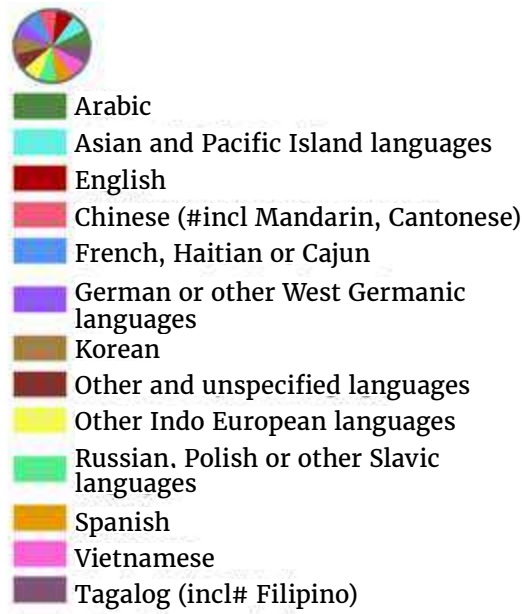 Arabic
Asian and Pacific Island languages
English
Chinese (#incl Mandarin, Cantonese)
French, Haitian or Cajun
German or other West Germanic
languages
Korean
Other and unspecified languages
Other Indo European languages
Russian, Polish or other Slavic
languages
Spanish
Vietnamese
Tagalog (incl# Filipino)